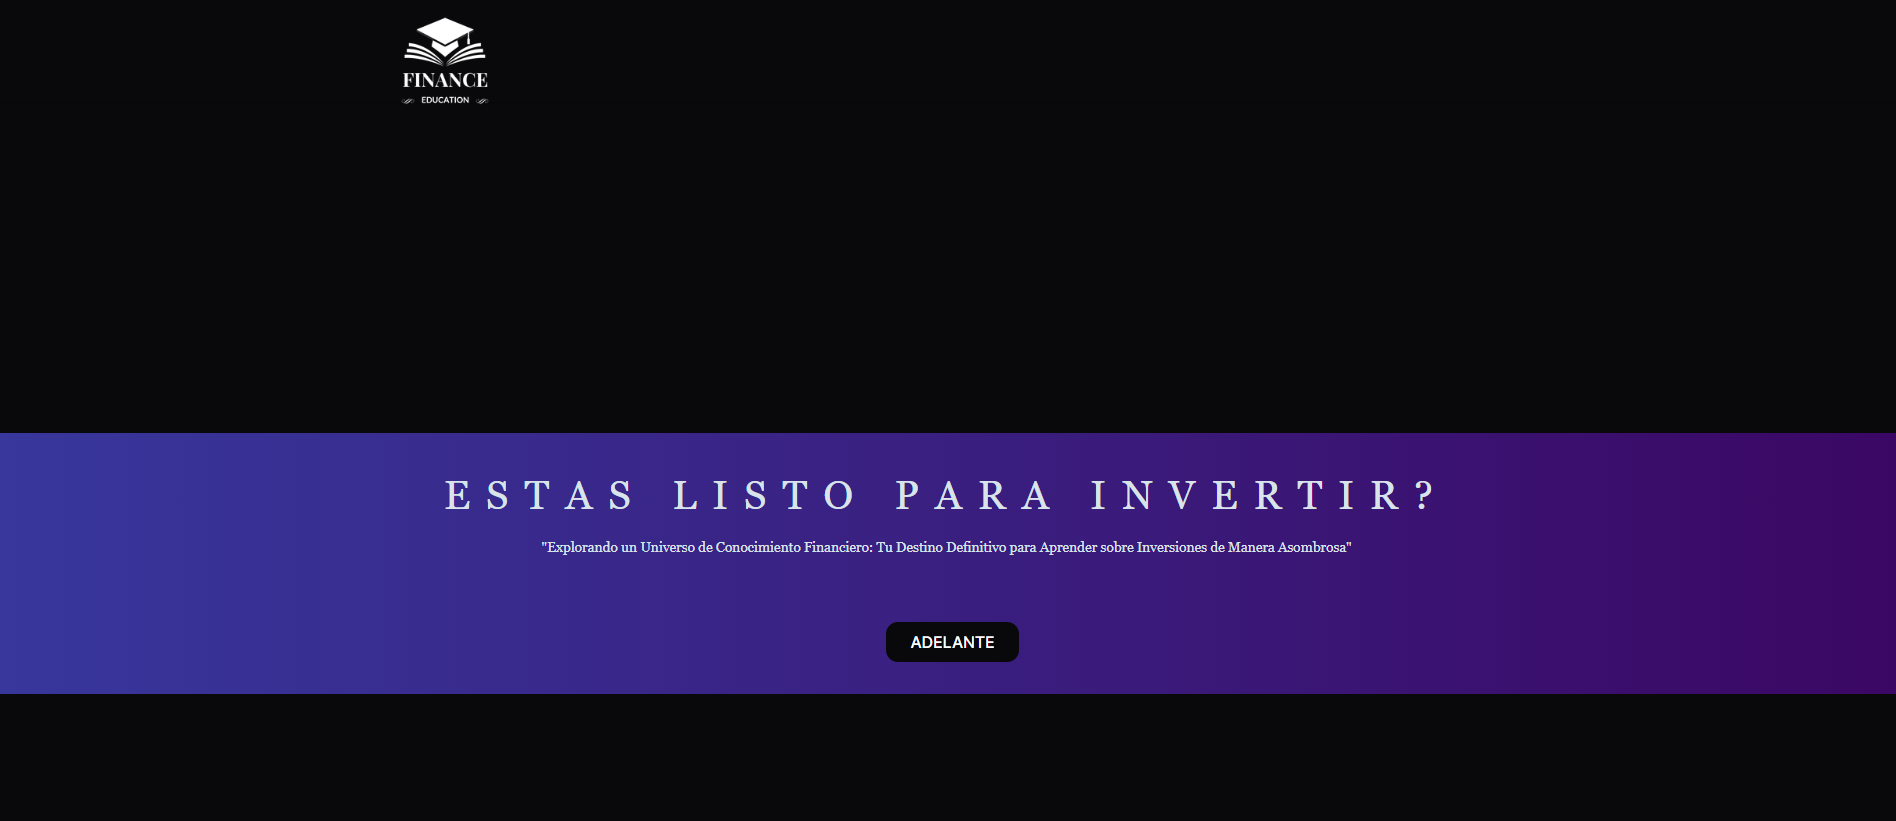 FINANCE
EDUCATION
ESTAS LISTO PARA INVERTIR?
"Explorando un Universo de Conocimiento Financiero: Tu Destino Definitivo para Aprender sobre Inversiones de Manera Asombrosa"
ADELANTE